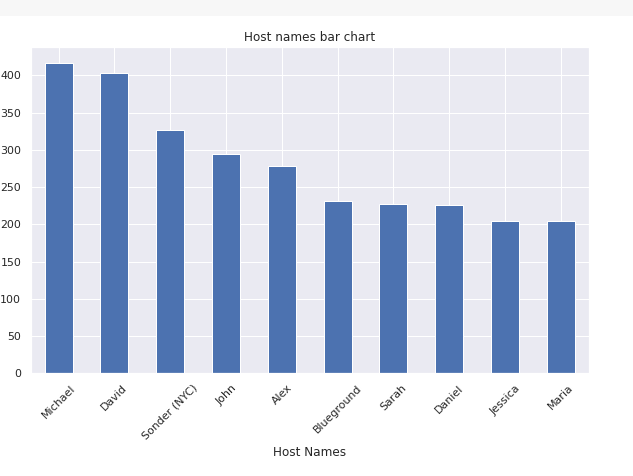 Host names bar chart
400
350
300
250
200
150
100
50
0
Michael
David
Sonder (NYC)
John
Alex
Blueground
Sarah
Daniel
Jessica
Maria
Host Names